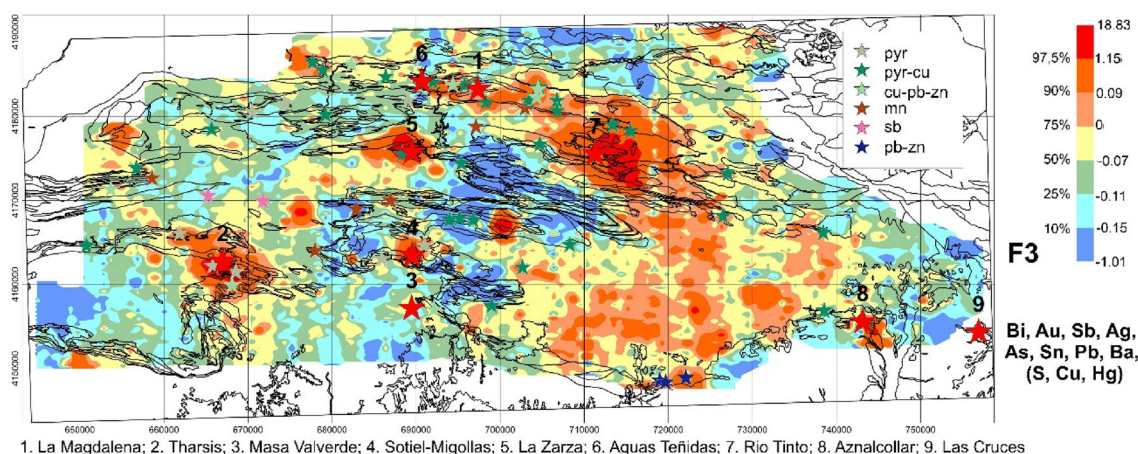 4190000
4180000
4170000
4160000
4150000
650000 660000 670000 680000 690000 700000 710000 720000 730000 740000 750000
6
1
5
7
2
4
3
8
9
pyr
pyr-cu
cu-pb-zn
mn
sb
pb-zn
18.83
97.5% 1.15
90% 0.09
75% 0
50% -0.07
25% -0.11
10% -0.15
-1.01
F3
Bi, Au, Sb, Ag,
As, Sn, Pb, Ba,
(S, Cu, Hg)
1. La Magdalena; 2. Tharsis; 3. Masa Valverde; 4. Sotiel-Migollas; 5. La Zarza; 6. Aguas Teñidas; 7. Rio Tinto; 8. Aznalcollar; 9. Las Cruces